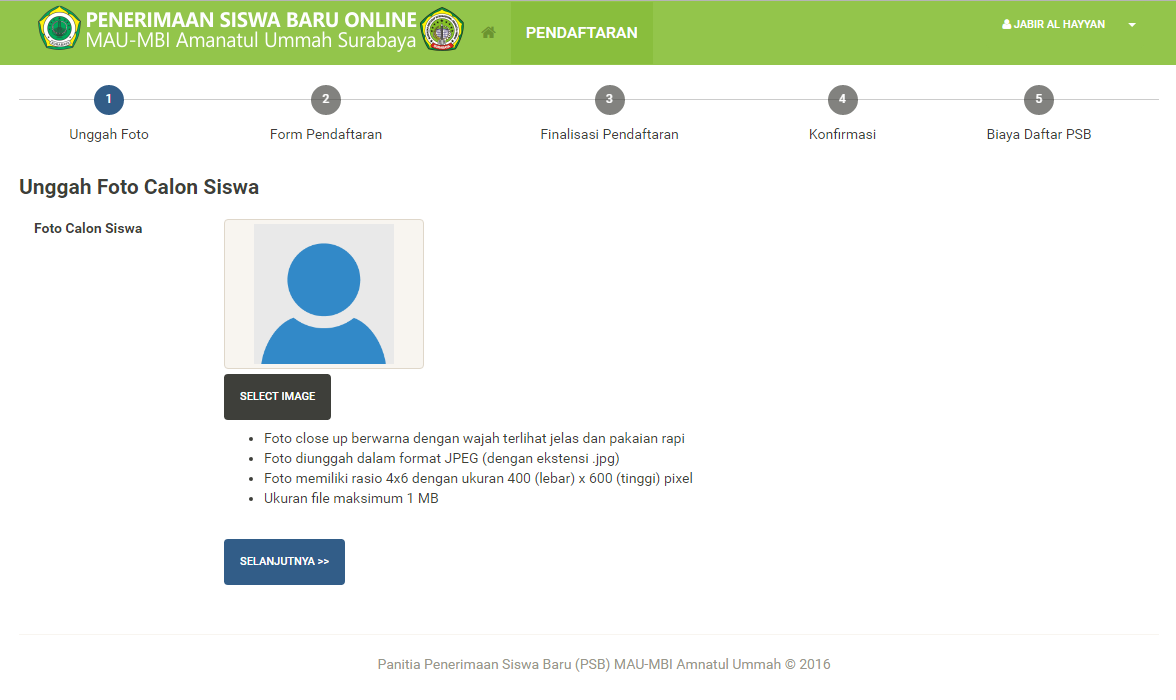 PENERIMAAN SISWA BARU ONLINE
MAU-MBI Amanatul Ummah Surabaya
PENDAFTARAN
JABIR AL HAYYAN
1 2 3 4 5
Unggah Foto Form Pendaftaran Finalisasi Pendaftaran Konfirmasi Biaya Daftar PSB
Unggah Foto Calon Siswa
Foto Calon Siswa
SELECT IMAGE
• Foto close up berwarna dengan wajah terlihat jelas dan pakaian rapi
• Foto diunggah dalam format JPEG (dengan ekstensi .jpg)
• Foto memiliki rasio 4x6 dengan ukuran 400 (lebar) x 600 (tinggi) pixel
• Ukuran file maksimum 1 MB
SELANJUTNYA >>
Panitia Penerimaan Siswa Baru (PSB) MAU-MBI Amnatul Ummah © 2016